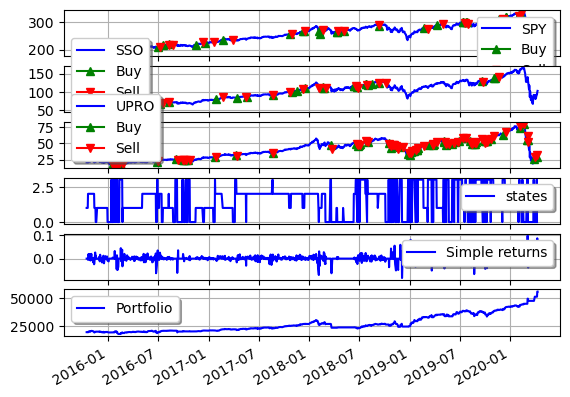 300
200
SPY
Buy
Sell
150
100
50
SSO
Buy
Sell
75
50
25
UPRO
Buy
Sell
2.5
0.0
states
0.1
0.0
Simple returns
50000
25000
Portfolio
2016-01
2016-07
2017-01
2017-07
2018-01
2018-07
2019-01
2019-07
2020-01